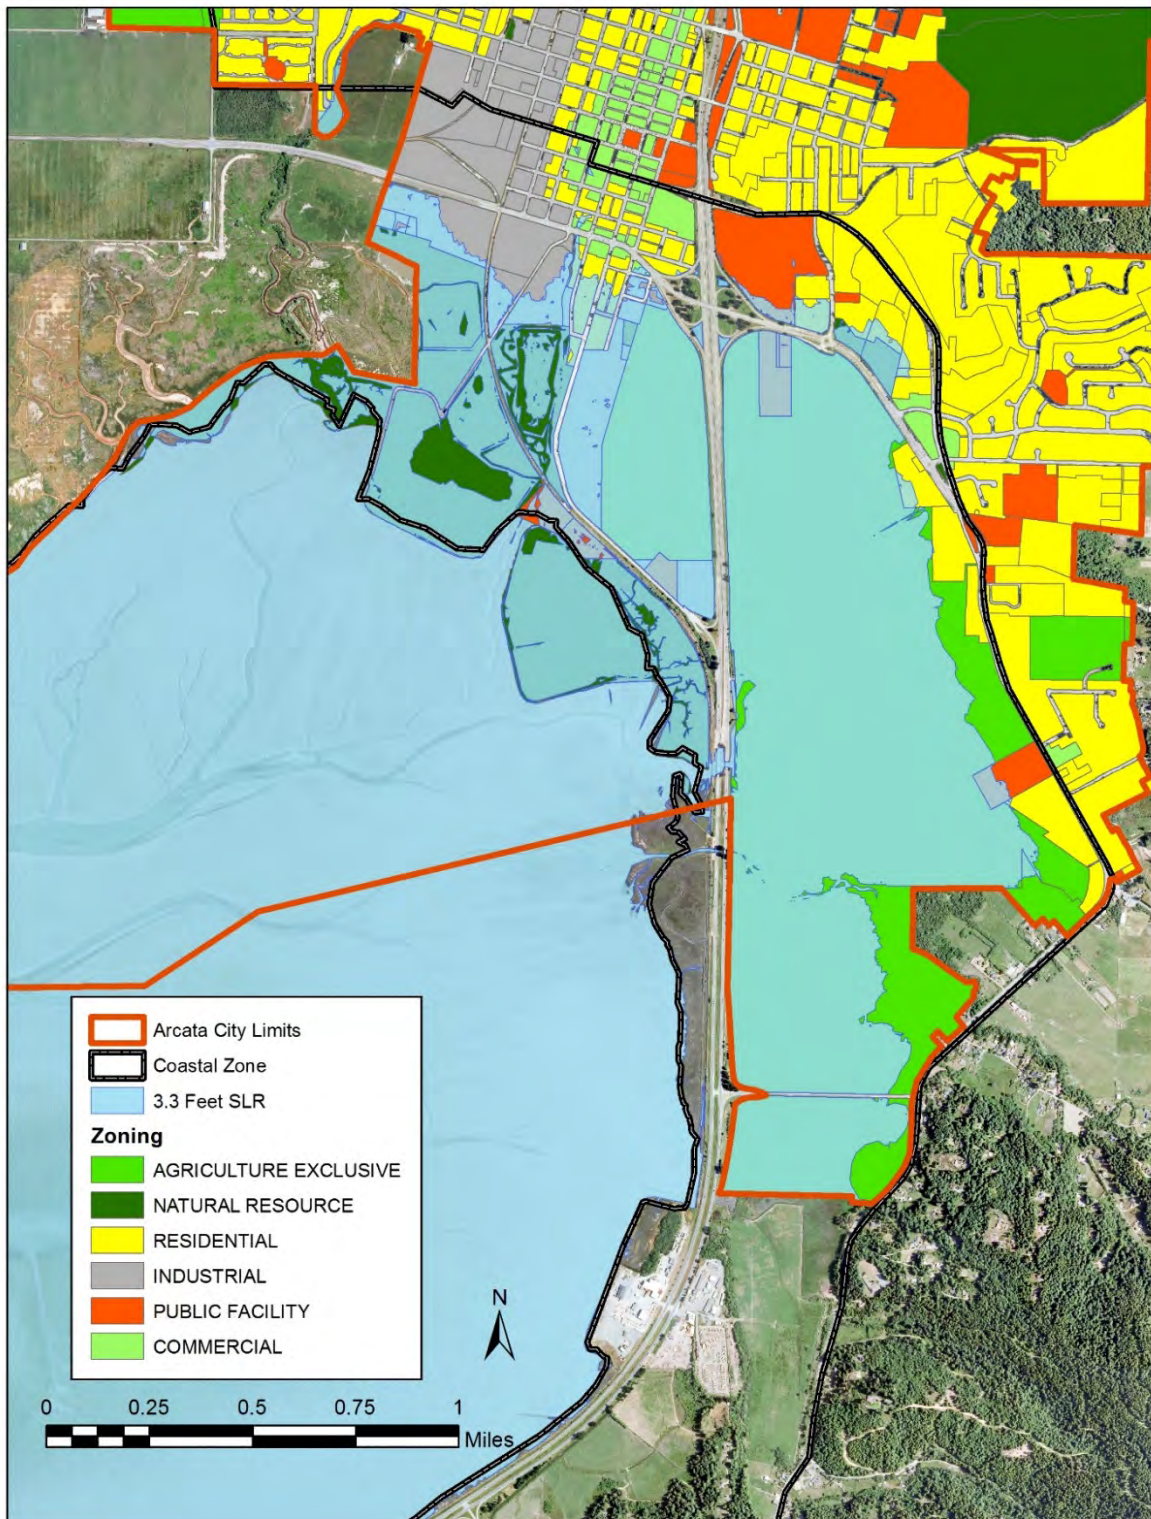 Arcata City Limits
Coastal Zone
3.3 Feet SLR
Zoning
AGRICULTURE EXCLUSIVE
NATURAL RESOURCE
RESIDENTIAL
INDUSTRIAL
PUBLIC FACILITY
COMMERCIAL
N
0 0.25 0.5 0.75 1
Miles